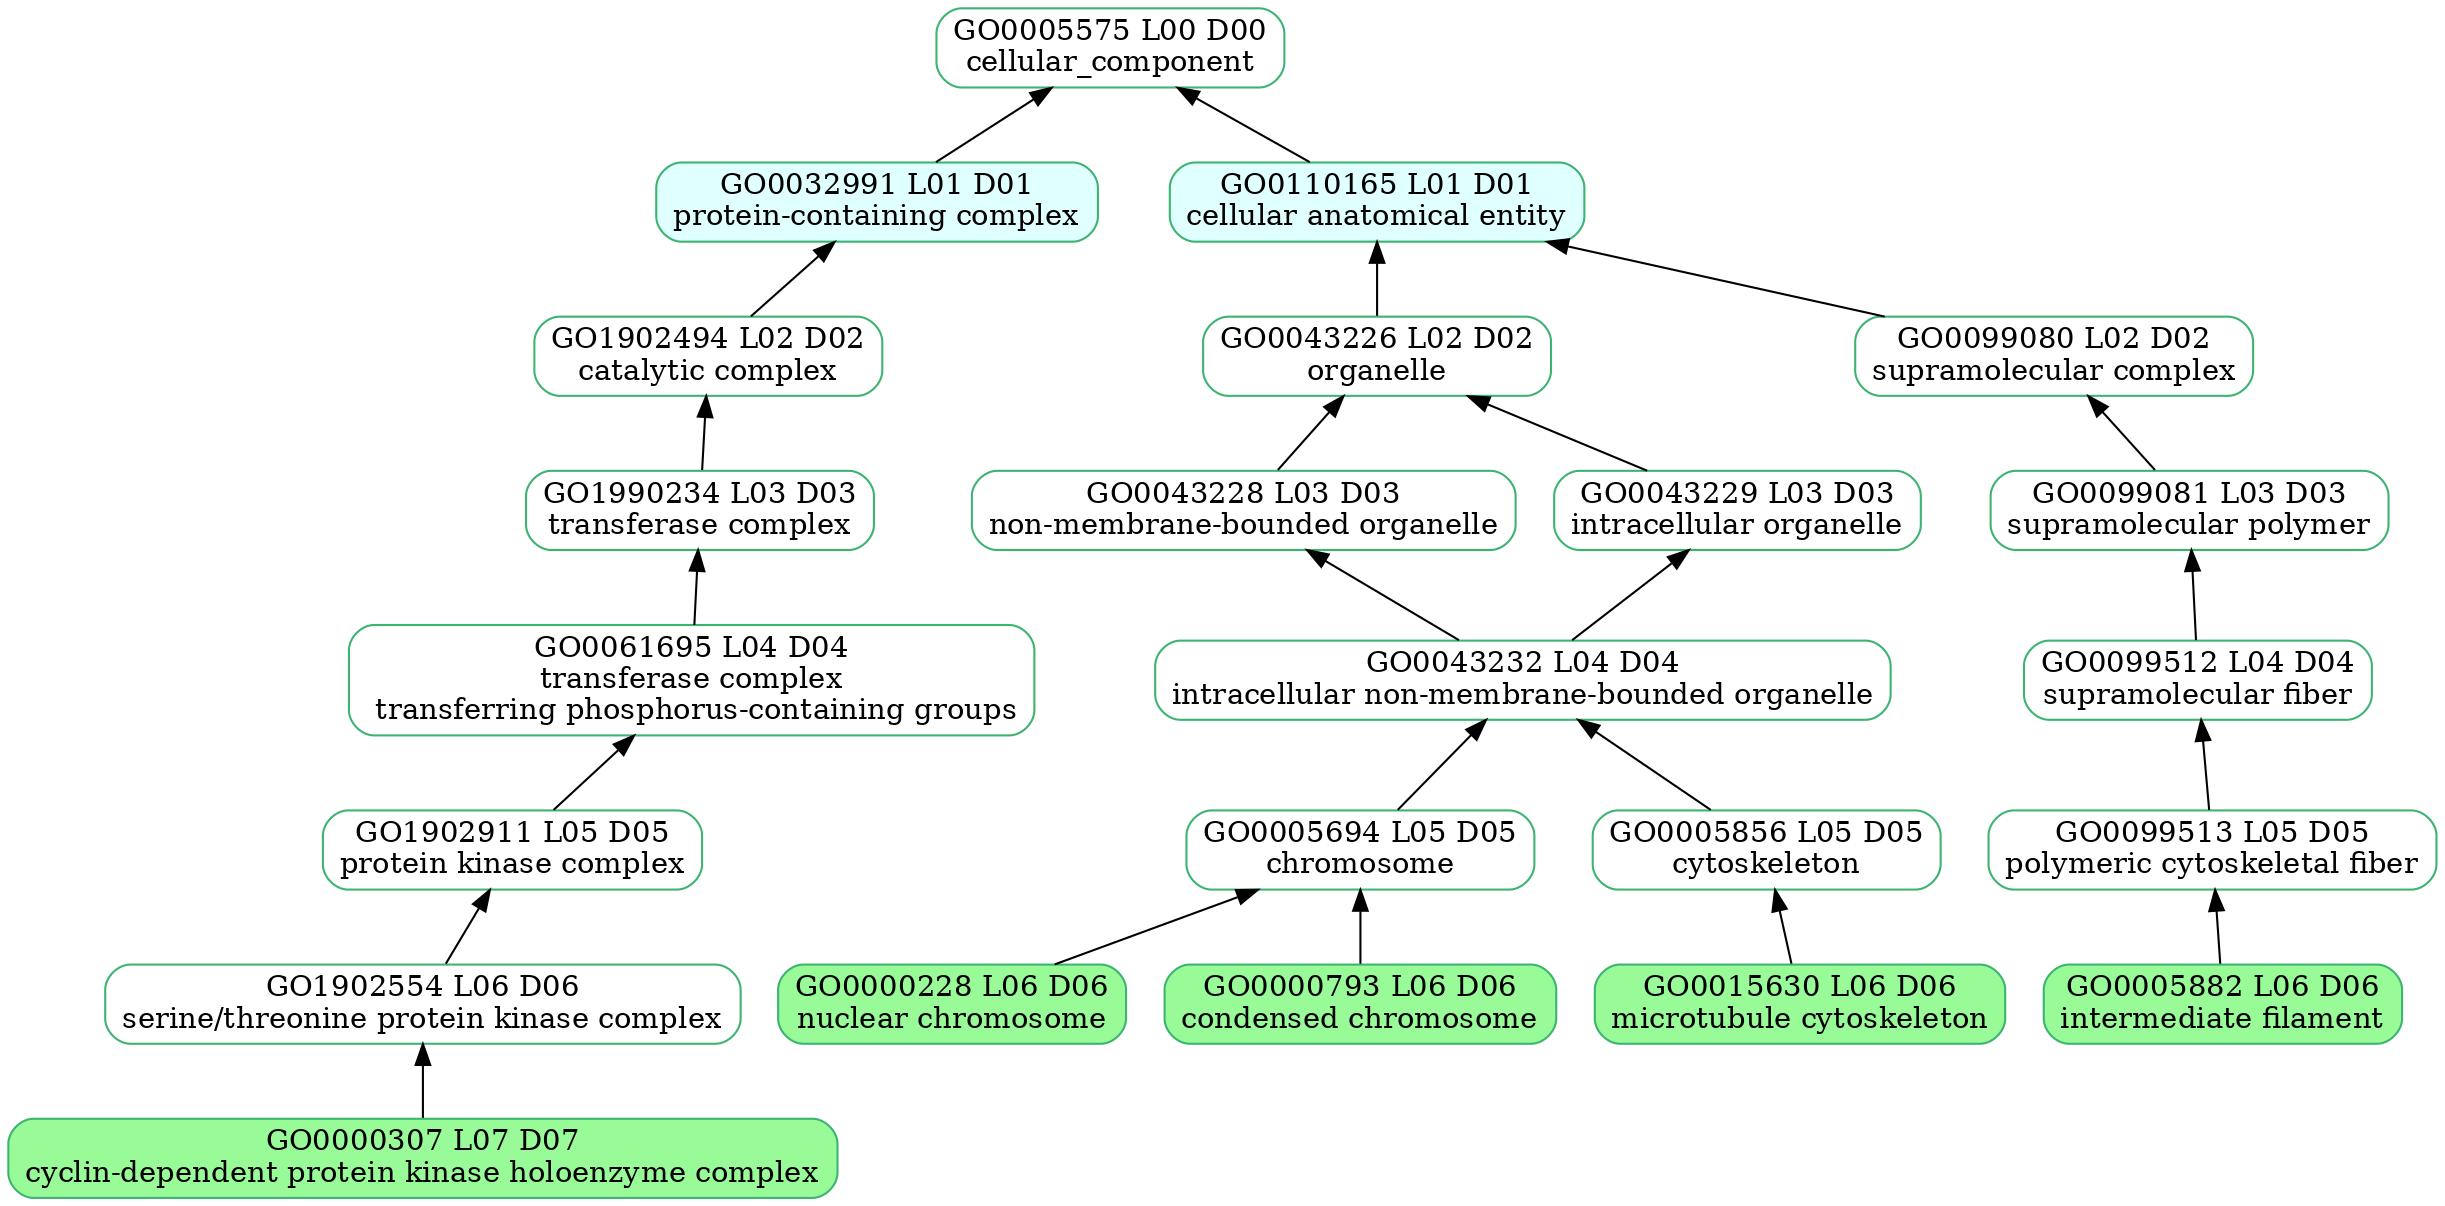 GO0005575 L00 D00
cellular_component
GO0032991 L01 D01
protein-containing complex
GO0110165 L01 D01
cellular anatomical entity
GO1902494 L02 D02
catalytic complex
GO0043226 L02 D02
organelle
GO0099080 L02 D02
supramolecular complex
GO1990234 L03 D03
transferase complex
GO0043228 L03 D03
non-membrane-bounded organelle
GO0043229 L03 D03
intracellular organelle
GO0099081 L03 D03
supramolecular polymer
GO0061695 L04 D04
transferase complex
transferring phosphorus-containing groups
GO0043232 L04 D04
intracellular non-membrane-bounded organelle
GO0099512 L04 D04
supramolecular fiber
GO1902911 L05 D05
protein kinase complex
GO0005694 L05 D05
chromosome
GO0005856 L05 D05
cytoskeleton
GO0099513 L05 D05
polymeric cytoskeletal fiber
GO1902554 L06 D06
serine/threonine protein kinase complex
GO0000228 L06 D06
nuclear chromosome
GO0000793 L06 D06
condensed chromosome
GO0015630 L06 D06
microtubule cytoskeleton
GO0005882 L06 D06
intermediate filament
GO0000307 L07 D07
cyclin-dependent protein kinase holoenzyme complex